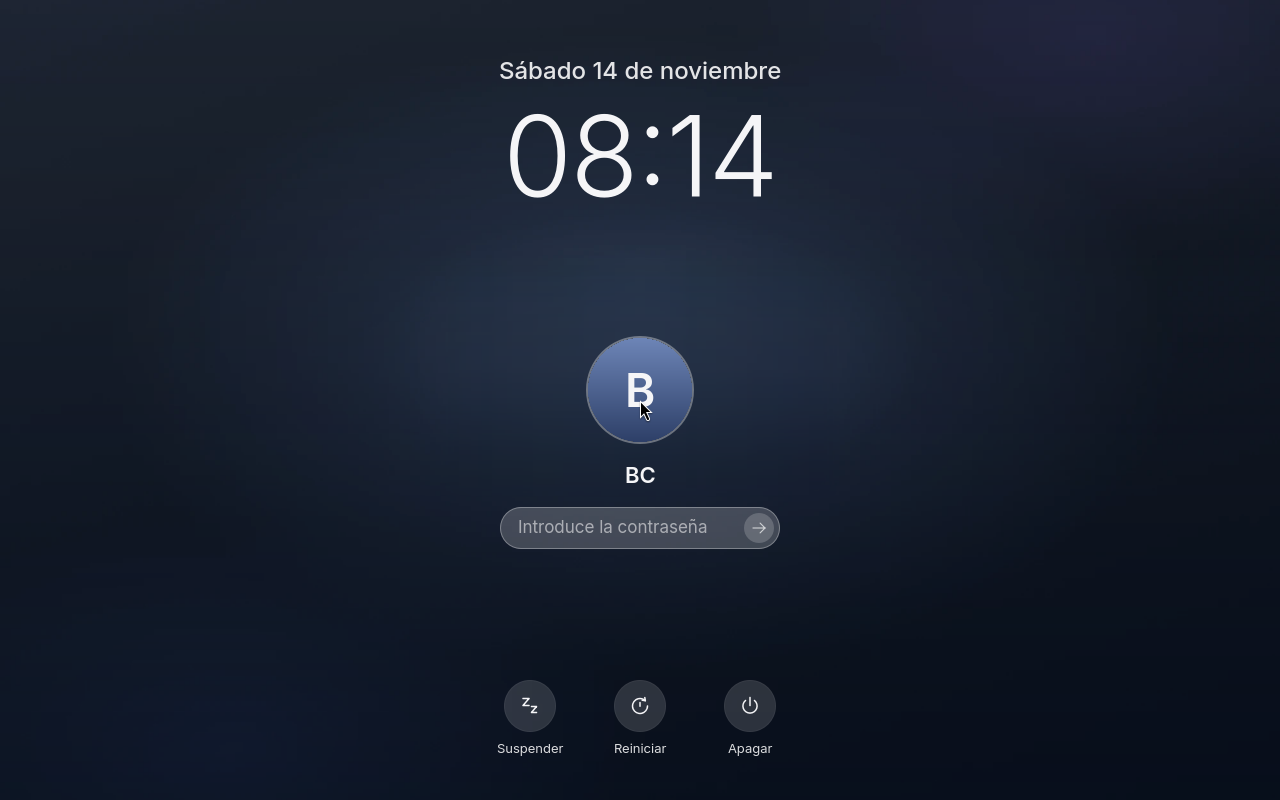 Sábado 14 de noviembre
08:14
B
BC
Introduce la contraseña
Suspender
Reiniciar
Apagar